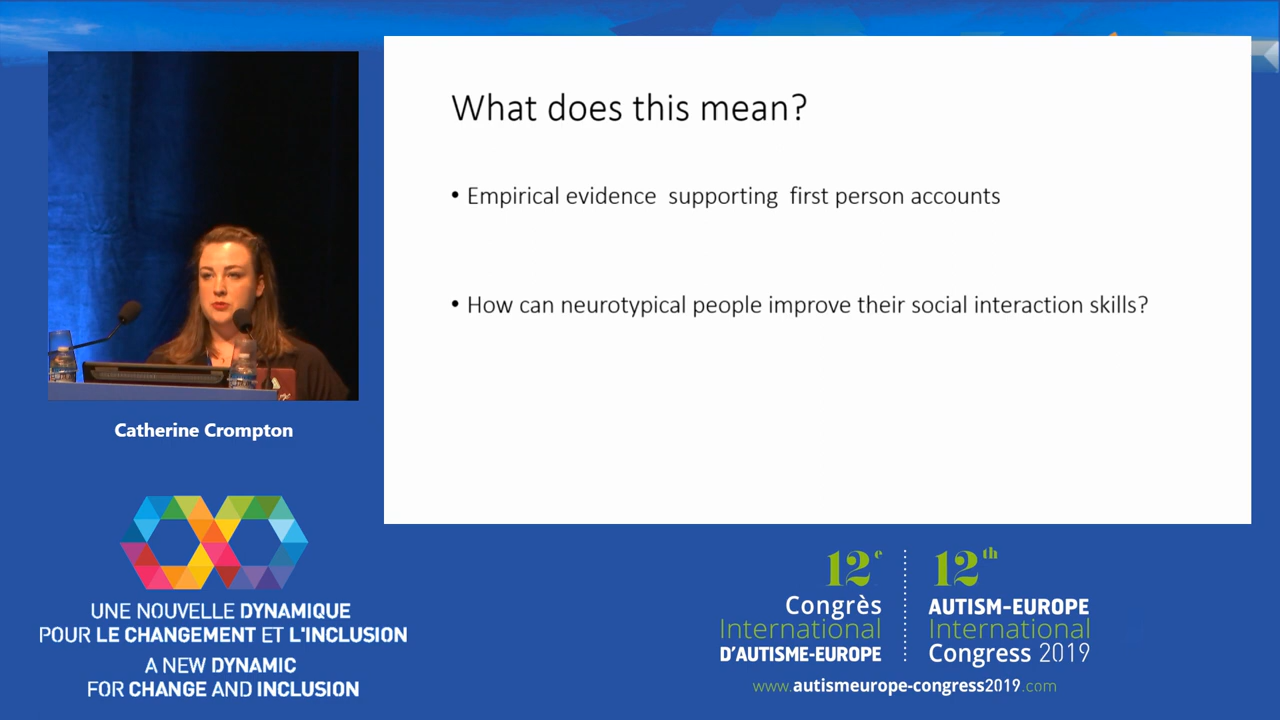 What does this mean?
• Empirical evidence supporting first person accounts
• How can neurotypical people improve their social interaction skills?
Catherine Crompton
UNE NOUVELLE DYNAMIQUE
POUR LE CHANGEMENT ET L'INCLUSION
A NEW DYNAMIC
FOR CHANGE AND INCLUSION
12e
Congrès
International
D'AUTISME-EUROPE
12th
AUTISM-EUROPE
International
Congress 2019
www.autismeurope-congress2019.com